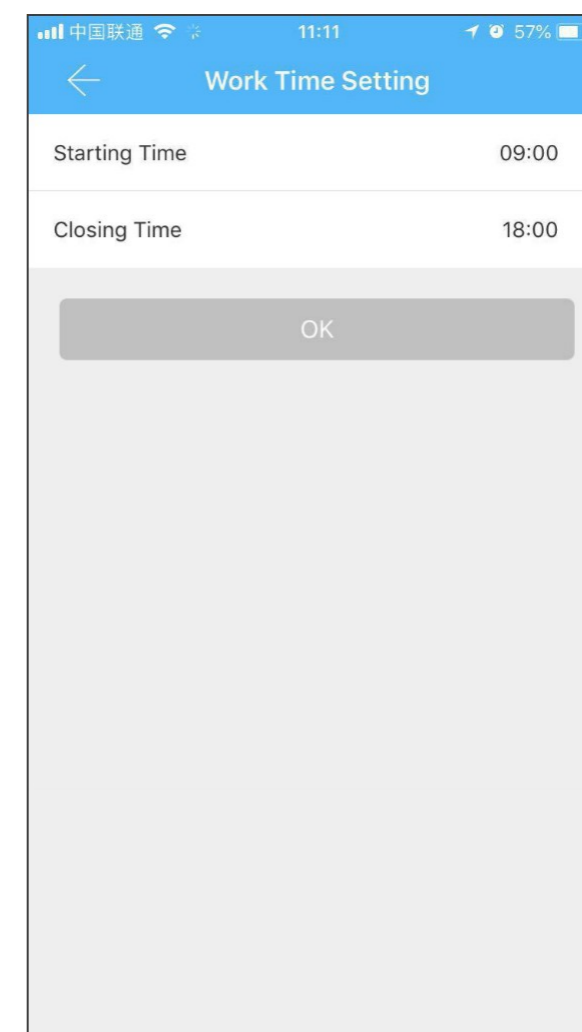 中国联通 11:11 57%
Work Time Setting
Starting Time 09:00
Closing Time 18:00
OK